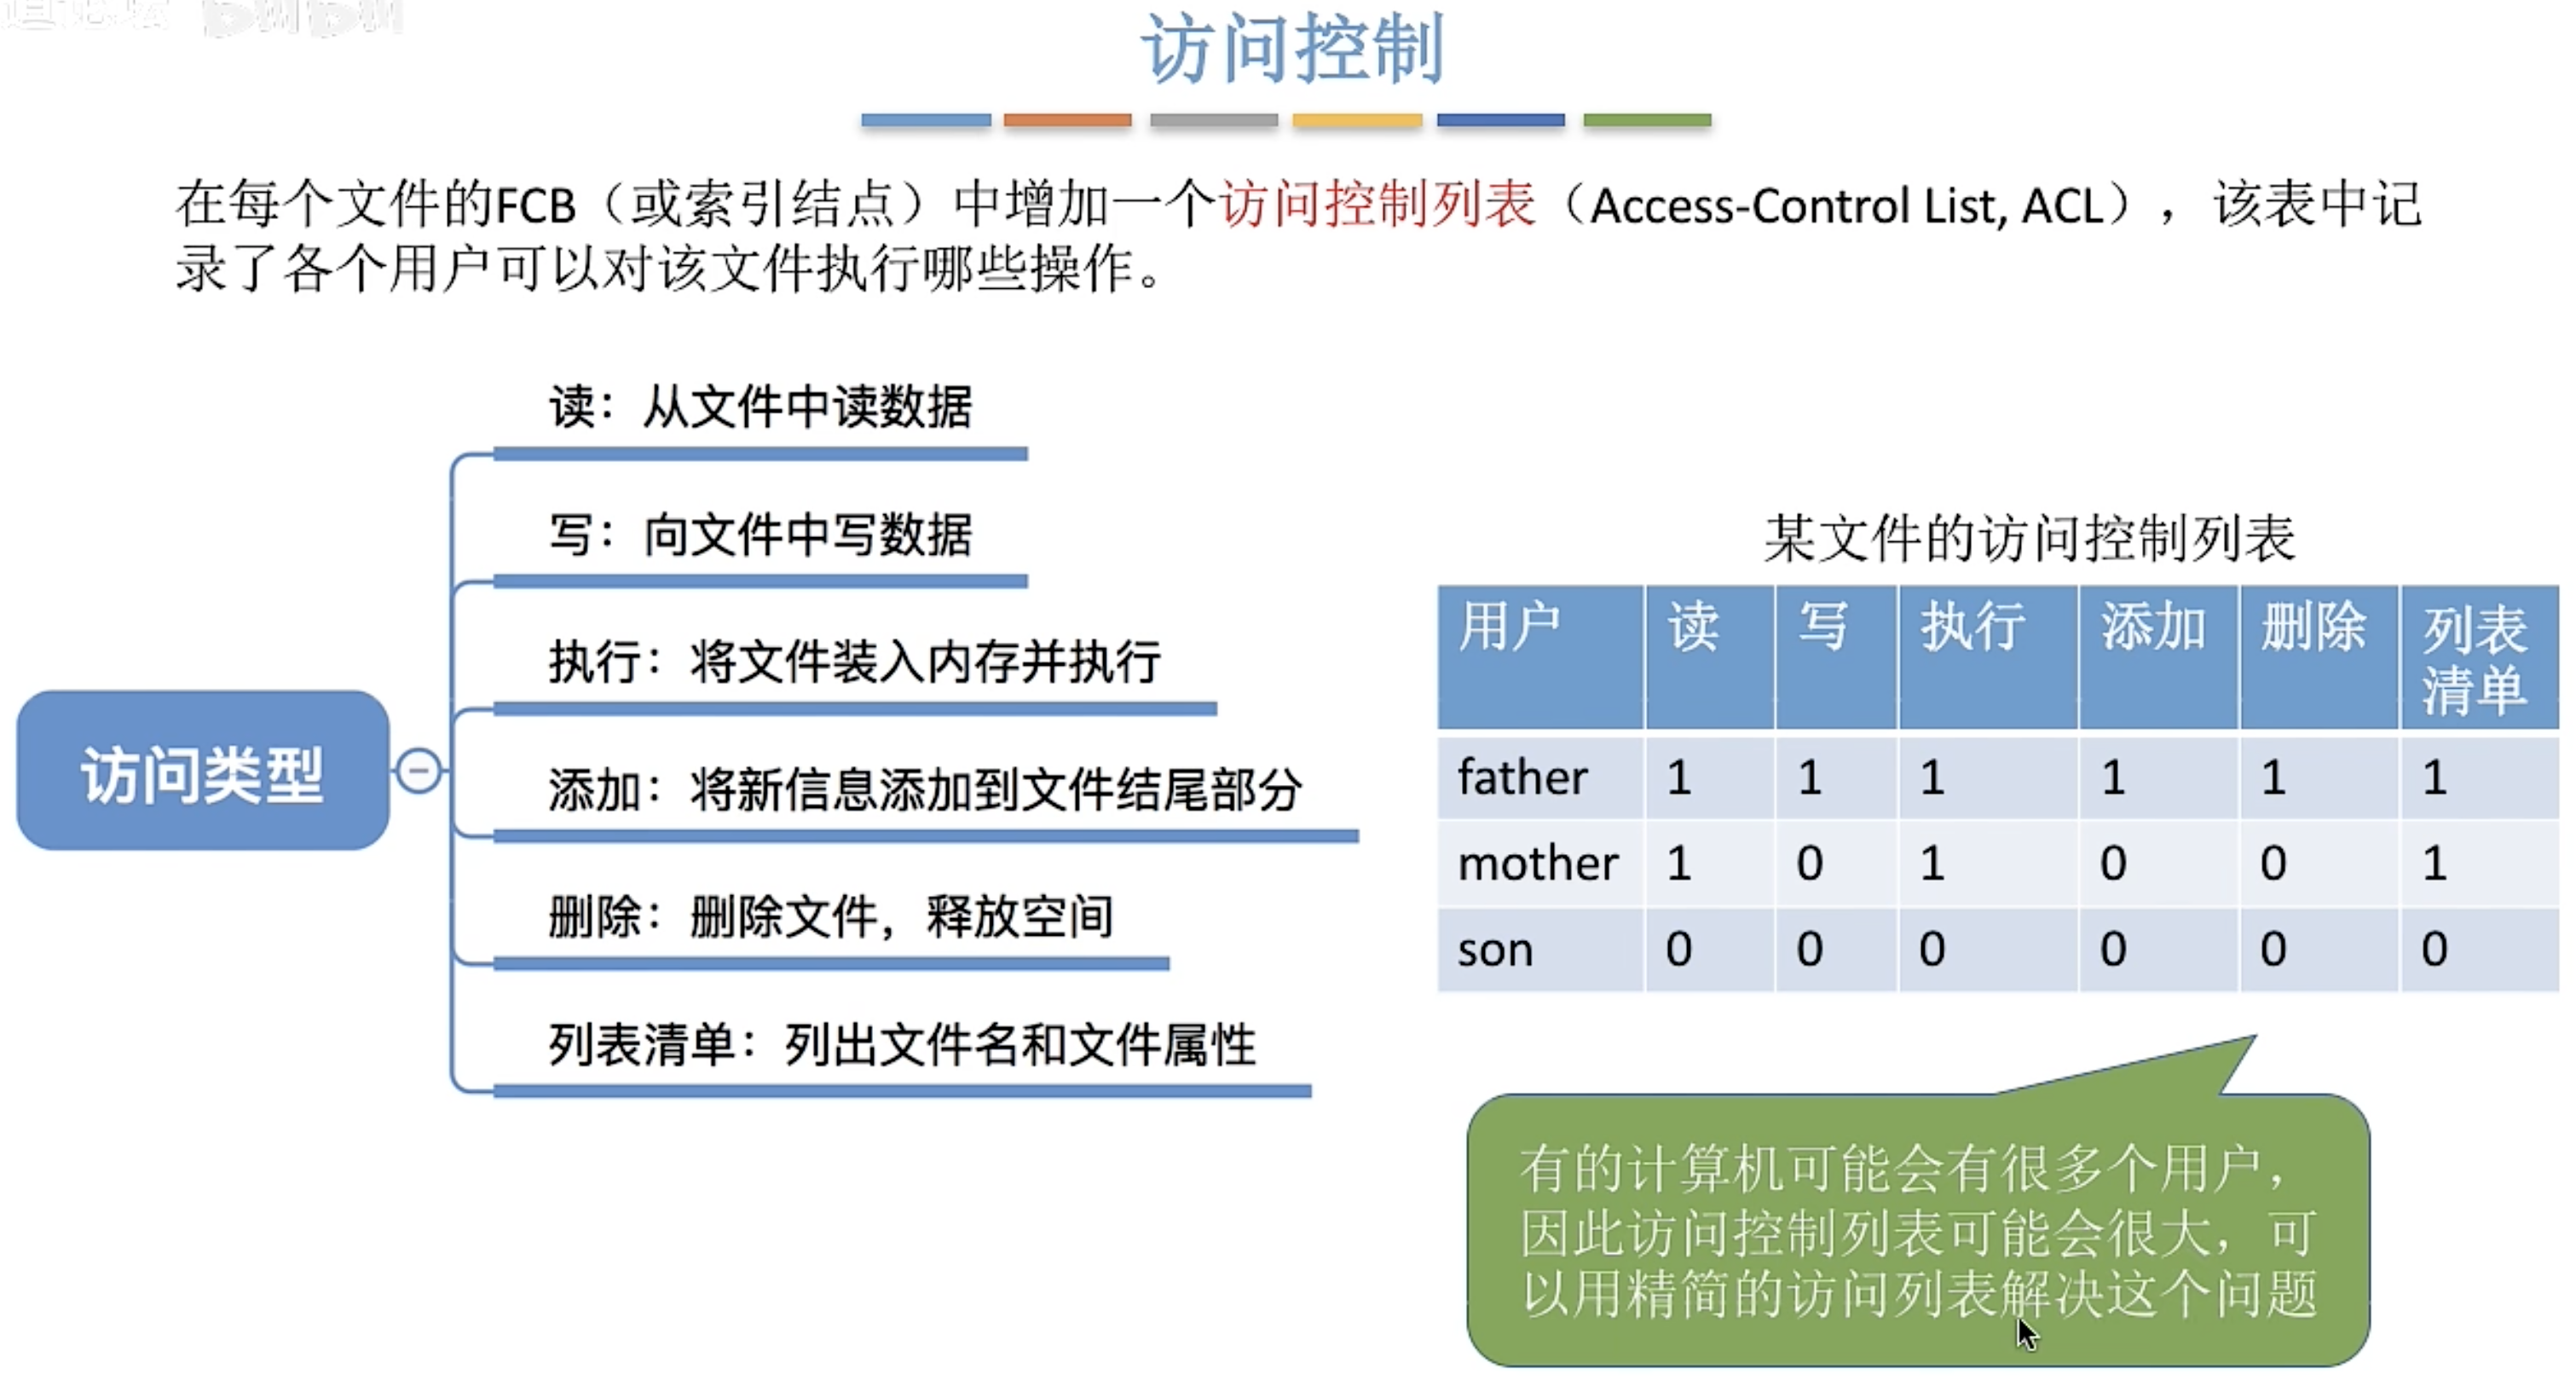 访问控制
在每个文件的FCB（或索引结点）中增加一个访问控制列表（Access-Control List, ACL），该表中记
录了各个用户可以对该文件执行哪些操作。
访问类型
读：从文件中读数据
写：向文件中写数据
执行：将文件装入内存并执行
添加：将新信息添加到文件结尾部分
删除：删除文件，释放空间
列表清单：列出文件名和文件属性
某文件的访问控制列表
用户 读 写 执行 添加 删除 列表
清单
father 1 1 1 1 1 1
mother 1 0 1 0 0 1
son 0 0 0 0 0 0
有的计算机可能会有很多个用户，
因此访问控制列表可能会很大，可
以用精简的访问列表解决这个问题